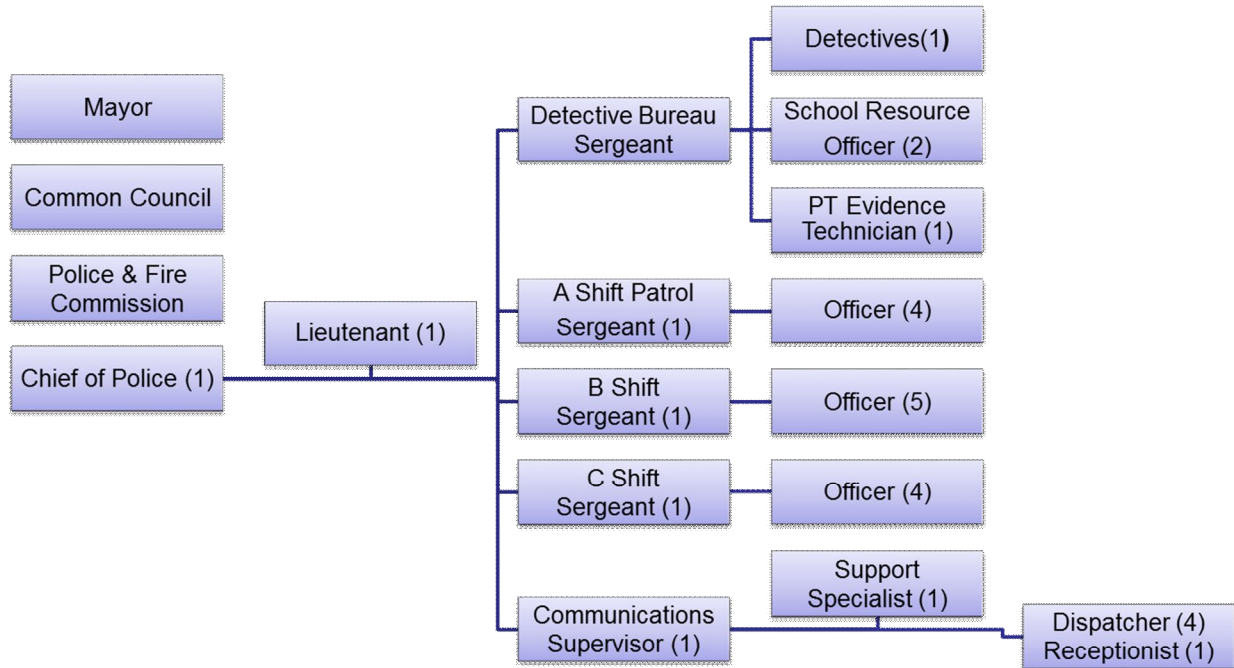 Mayor
Common Council
Police & Fire
Commission
Chief of Police (1)
Lieutenant (1)
Detective Bureau
Sergeant
Detectives(1)
School Resource
Officer (2)
PT Evidence
Technician (1)
A Shift Patrol
Sergeant (1)
Officer (4)
B Shift
Sergeant (1)
Officer (5)
C Shift
Sergeant (1)
Officer (4)
Communications
Supervisor (1)
Support
Specialist (1)
Dispatcher (4)
Receptionist (1)